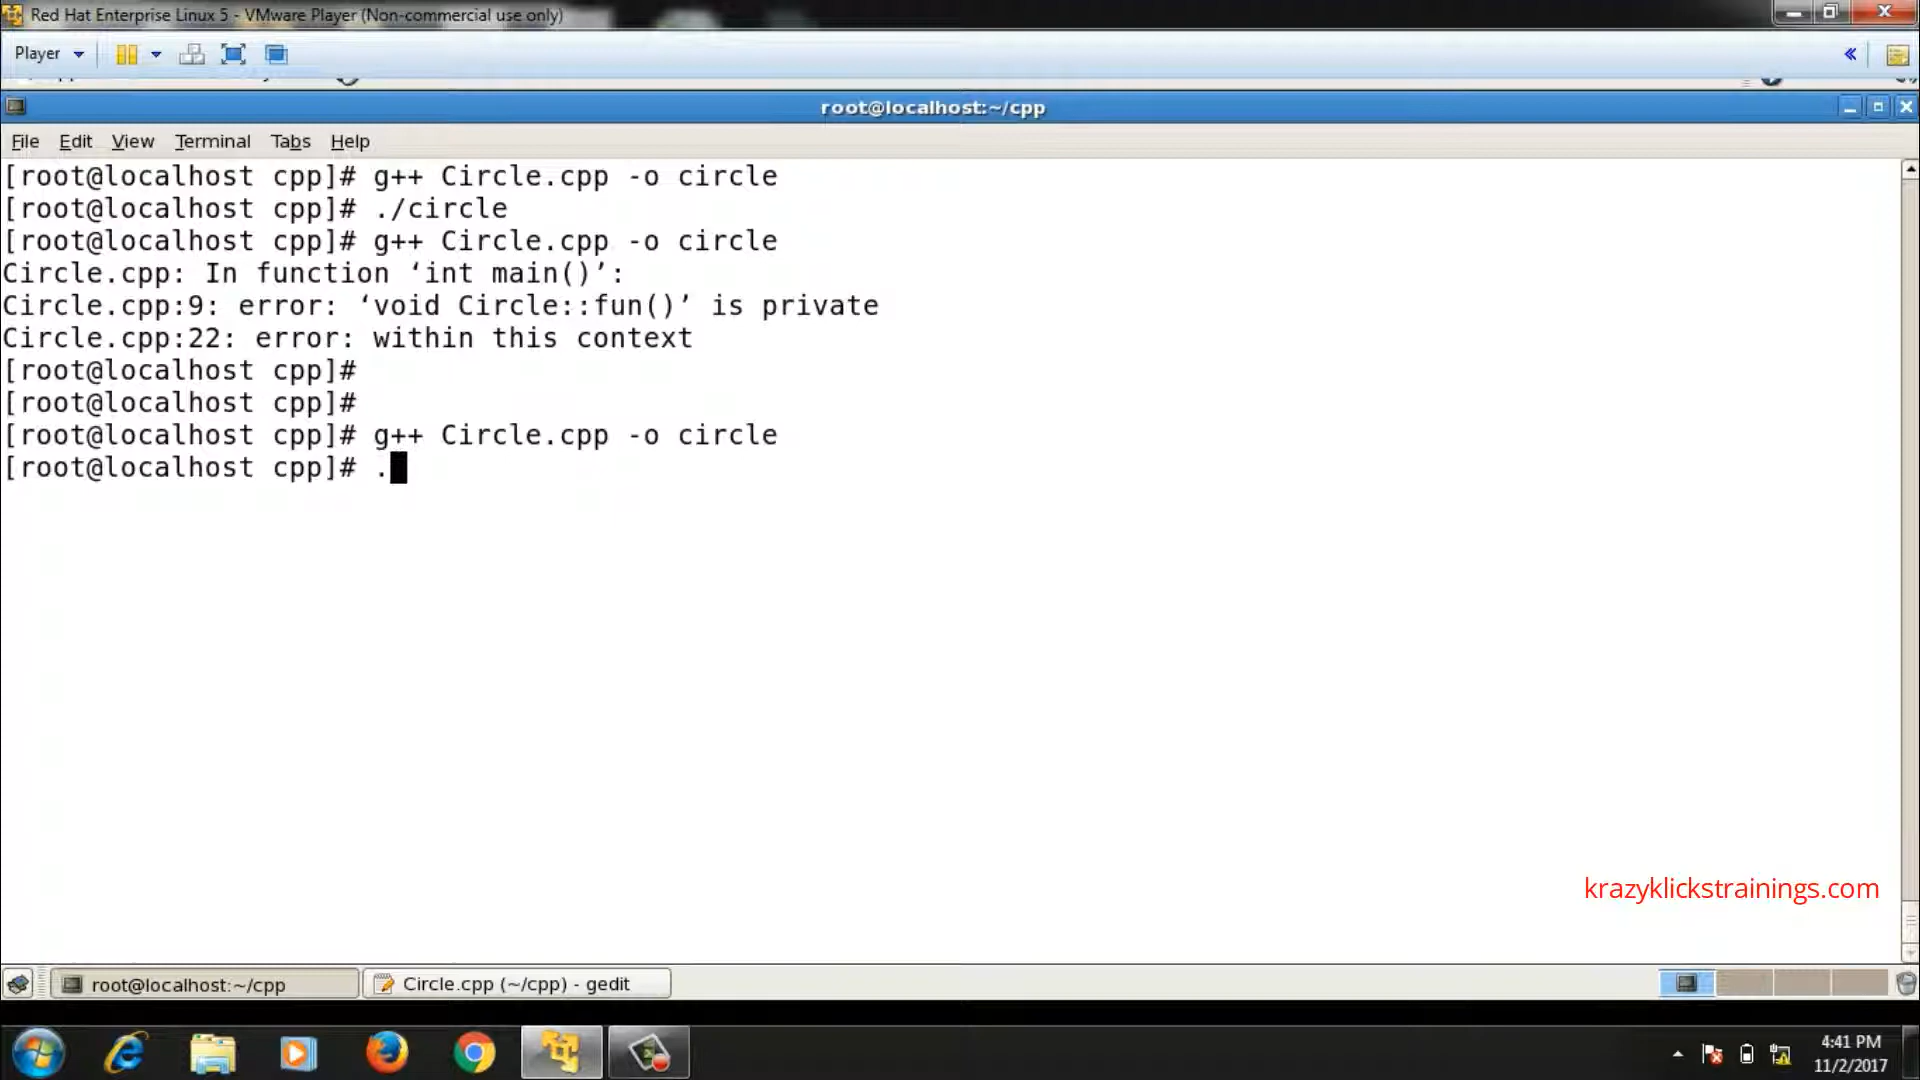 Red Hat Enterprise Linux 5 - VMware Player (Non-commercial use only)
Player
root@localhost:~/cpp
File Edit View Terminal Tabs Help
[root@localhost cpp]# g++ Circle.cpp -o circle
[root@localhost cpp]# ./circle
[root@localhost cpp]# g++ Circle.cpp -o circle
Circle.cpp: In function ‘int main()’:
Circle.cpp:9: error: ‘void Circle::fun()’ is private
Circle.cpp:22: error: within this context
[root@localhost cpp]#
[root@localhost cpp]#
[root@localhost cpp]# g++ Circle.cpp -o circle
[root@localhost cpp]# .
krazyklickstrainings.com
root@localhost:~/cpp
Circle.cpp (~/cpp) - gedit
4:41 PM
11/2/2017